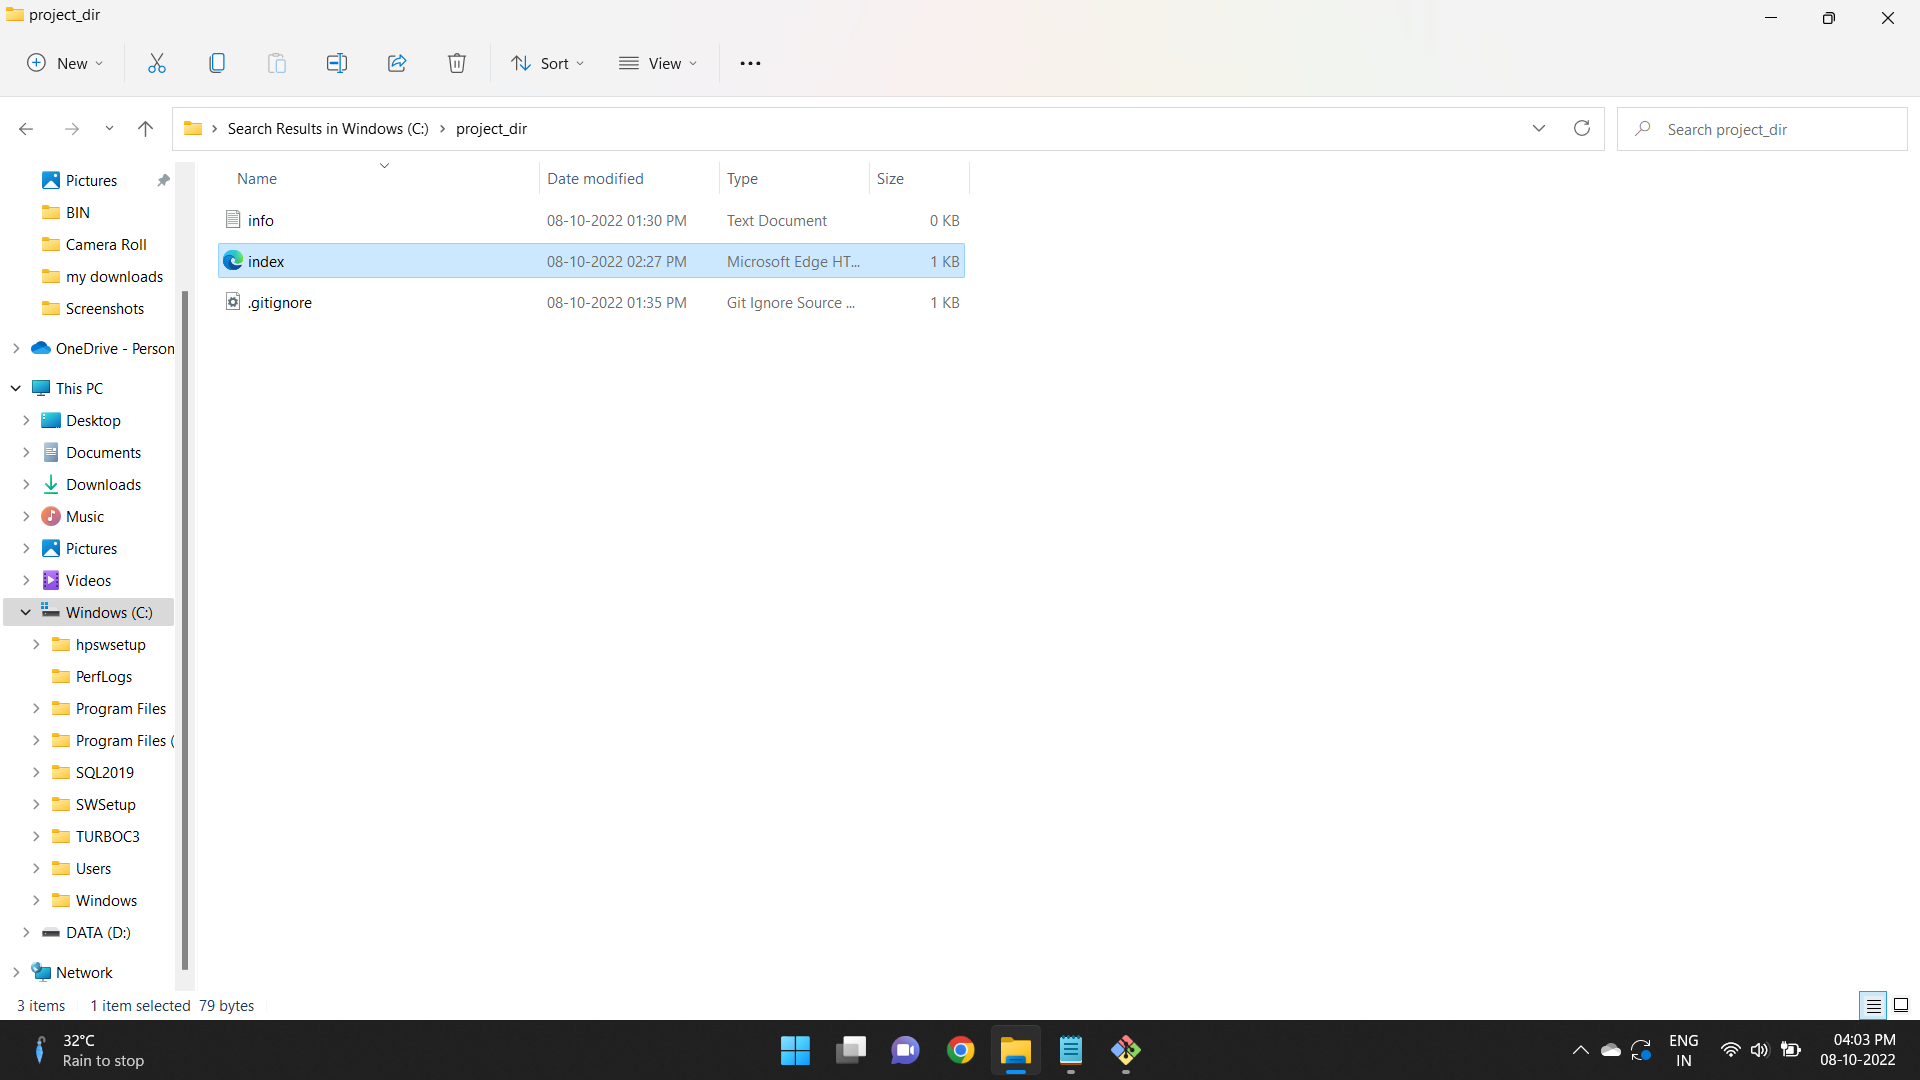 project_dir
New
Sort
View
Search Results in Windows (C:) project_dir
Search project_dir
Name Date modified Type Size
info 08-10-2022 01:30 PM Text Document 0 KB
index 08-10-2022 02:27 PM Microsoft Edge HT... 1 KB
.gitignore 08-10-2022 01:35 PM Git Ignore Source ... 1 KB
Pictures
BIN
Camera Roll
my downloads
Screenshots
OneDrive - Person
This PC
Desktop
Documents
Downloads
Music
Pictures
Videos
Windows (C:)
hpswsetup
PerfLogs
Program Files
Program Files (
SQL2019
SWSetup
TURBOC3
Users
Windows
DATA (D:)
Network
3 items 1 item selected 79 bytes
32°C
Rain to stop
ENG
IN
04:03 PM
08-10-2022